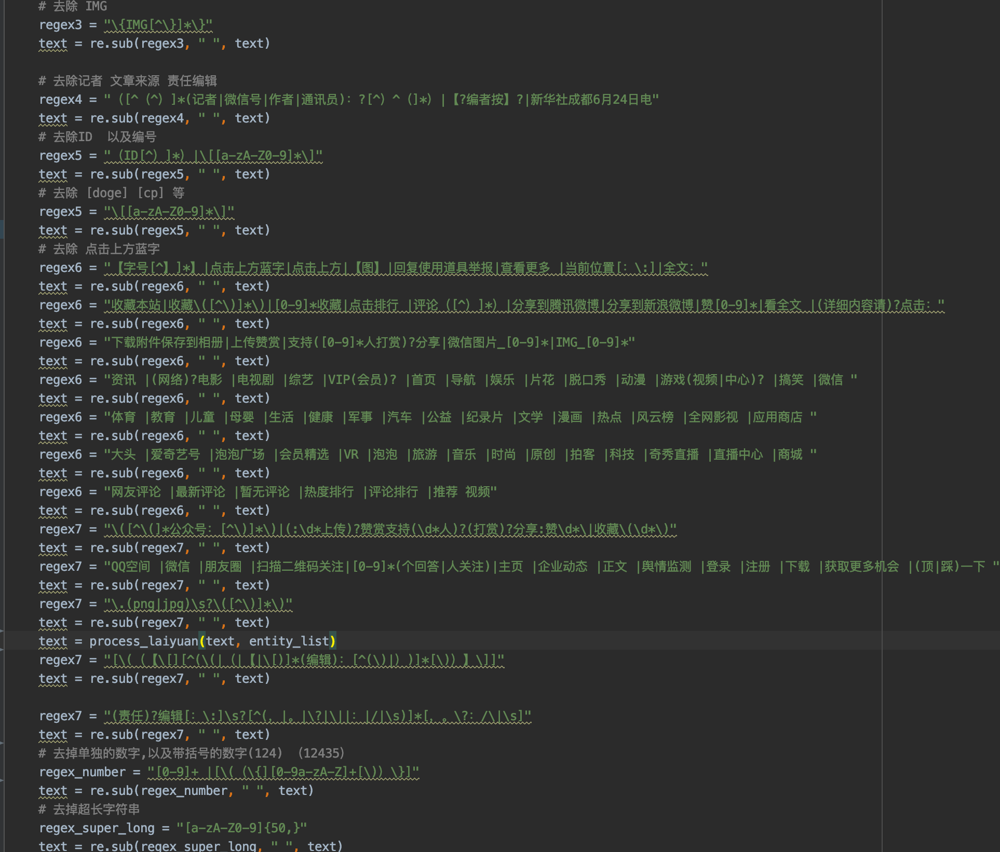 # 去除 IMG
regex3 = "\{IMG[^\}]*\}"
text = re.sub(regex3, " ", text)
# 去除记者 文章来源 责任编辑
regex4 = "（[^（^）]*(记者|微信号|作者|通讯员)：?[^）^（]*）|【?编者按】?|新华社成都6月24日电"
text = re.sub(regex4, " ", text)
# 去除ID  以及编号
regex5 = "（ID[^）]*）|\[[a-zA-Z0-9]*\]"
text = re.sub(regex5, " ", text)
# 去除 [doge] [cp] 等
regex5 = "\[[a-zA-Z0-9]*\]"
text = re.sub(regex5, " ", text)
# 去除 点击上方蓝字
regex6 = "【字号[^】]*】|点击上方蓝字|点击上方|【图】|回复使用道具举报|查看更多 |当前位置[：\:]|全文："
text = re.sub(regex6, " ", text)
regex6 = "收藏本站|收藏\([^\)]*\)|[0-9]*收藏|点击排行 |评论（[^）]*）|分享到腾讯微博|分享到新浪微博|赞[0-9]*|看全文 |(详细内容请)?点击："
text = re.sub(regex6, " ", text)
regex6 = "下载附件保存到相册|上传赞赏|支持([0-9]*人打赏)?分享|微信图片_[0-9]*|IMG_[0-9]*"
text = re.sub(regex6, " ", text)
regex6 = "资讯 |(网络)?电影 |电视剧 |综艺 |VIP(会员)? |首页 |导航 |娱乐 |片花 |脱口秀 |动漫 |游戏(视频|中心)? |搞笑 |微信 "
text = re.sub(regex6, " ", text)
regex6 = "体育 |教育 |儿童 |母婴 |生活 |健康 |军事 |汽车 |公益 |纪录片 |文学 |漫画 |热点 |风云榜 |全网影视 |应用商店 "
text = re.sub(regex6, " ", text)
regex6 = "大头 |爱奇艺号 |泡泡广场 |会员精选 |VR |泡泡 |旅游 |音乐 |时尚 |原创 |拍客 |科技 |奇秀直播 |直播中心 |商城 "
text = re.sub(regex6, " ", text)
regex6 = "网友评论 |最新评论 |暂无评论 |热度排行 |评论排行 |推荐 视频"
text = re.sub(regex6, " ", text)
regex7 = "\([^\(]*公众号：[^\)]*\)|(:\d*上传)?赞赏支持(\d*人)?(打赏)?分享:赞\d*\|收藏\(\d*\)"
text = re.sub(regex7, " ", text)
regex7 = "QQ空间 |微信 |朋友圈 |扫描二维码关注|[0-9]*(个回答|人关注)|主页 |企业动态 |正文 |舆情监测 |登录 |注册 |下载 |获取更多机会 |(顶|踩)一下 "
text = re.sub(regex7, " ", text)
regex7 = "\.(png|jpg)\s?\([^\)]*\)"
text = re.sub(regex7, " ", text)
text = process_laiyuan(text, entity_list)
regex7 = "[\(（【\[][^(\(|（|【|\[)]*(编辑)：[^(\)|）)]*[\)）】\]]"
text = re.sub(regex7, " ", text)
regex7 = "(责任)?编辑[：\:]\s?[^(，|。|\?|\||：|/|\s)]*[，。\?：/\|\s]"
text = re.sub(regex7, " ", text)
# 去掉单独的数字,以及带括号的数字(124) （12435）
regex_number = "[0-9]+ |[\(（\{][0-9a-zA-Z]+[\)）\}]"
text = re.sub(regex_number, " ", text)
# 去掉超长字符串
regex_super_long = "[a-zA-Z0-9]{50,}"
text = re.sub(regex_super_long, " ", text)